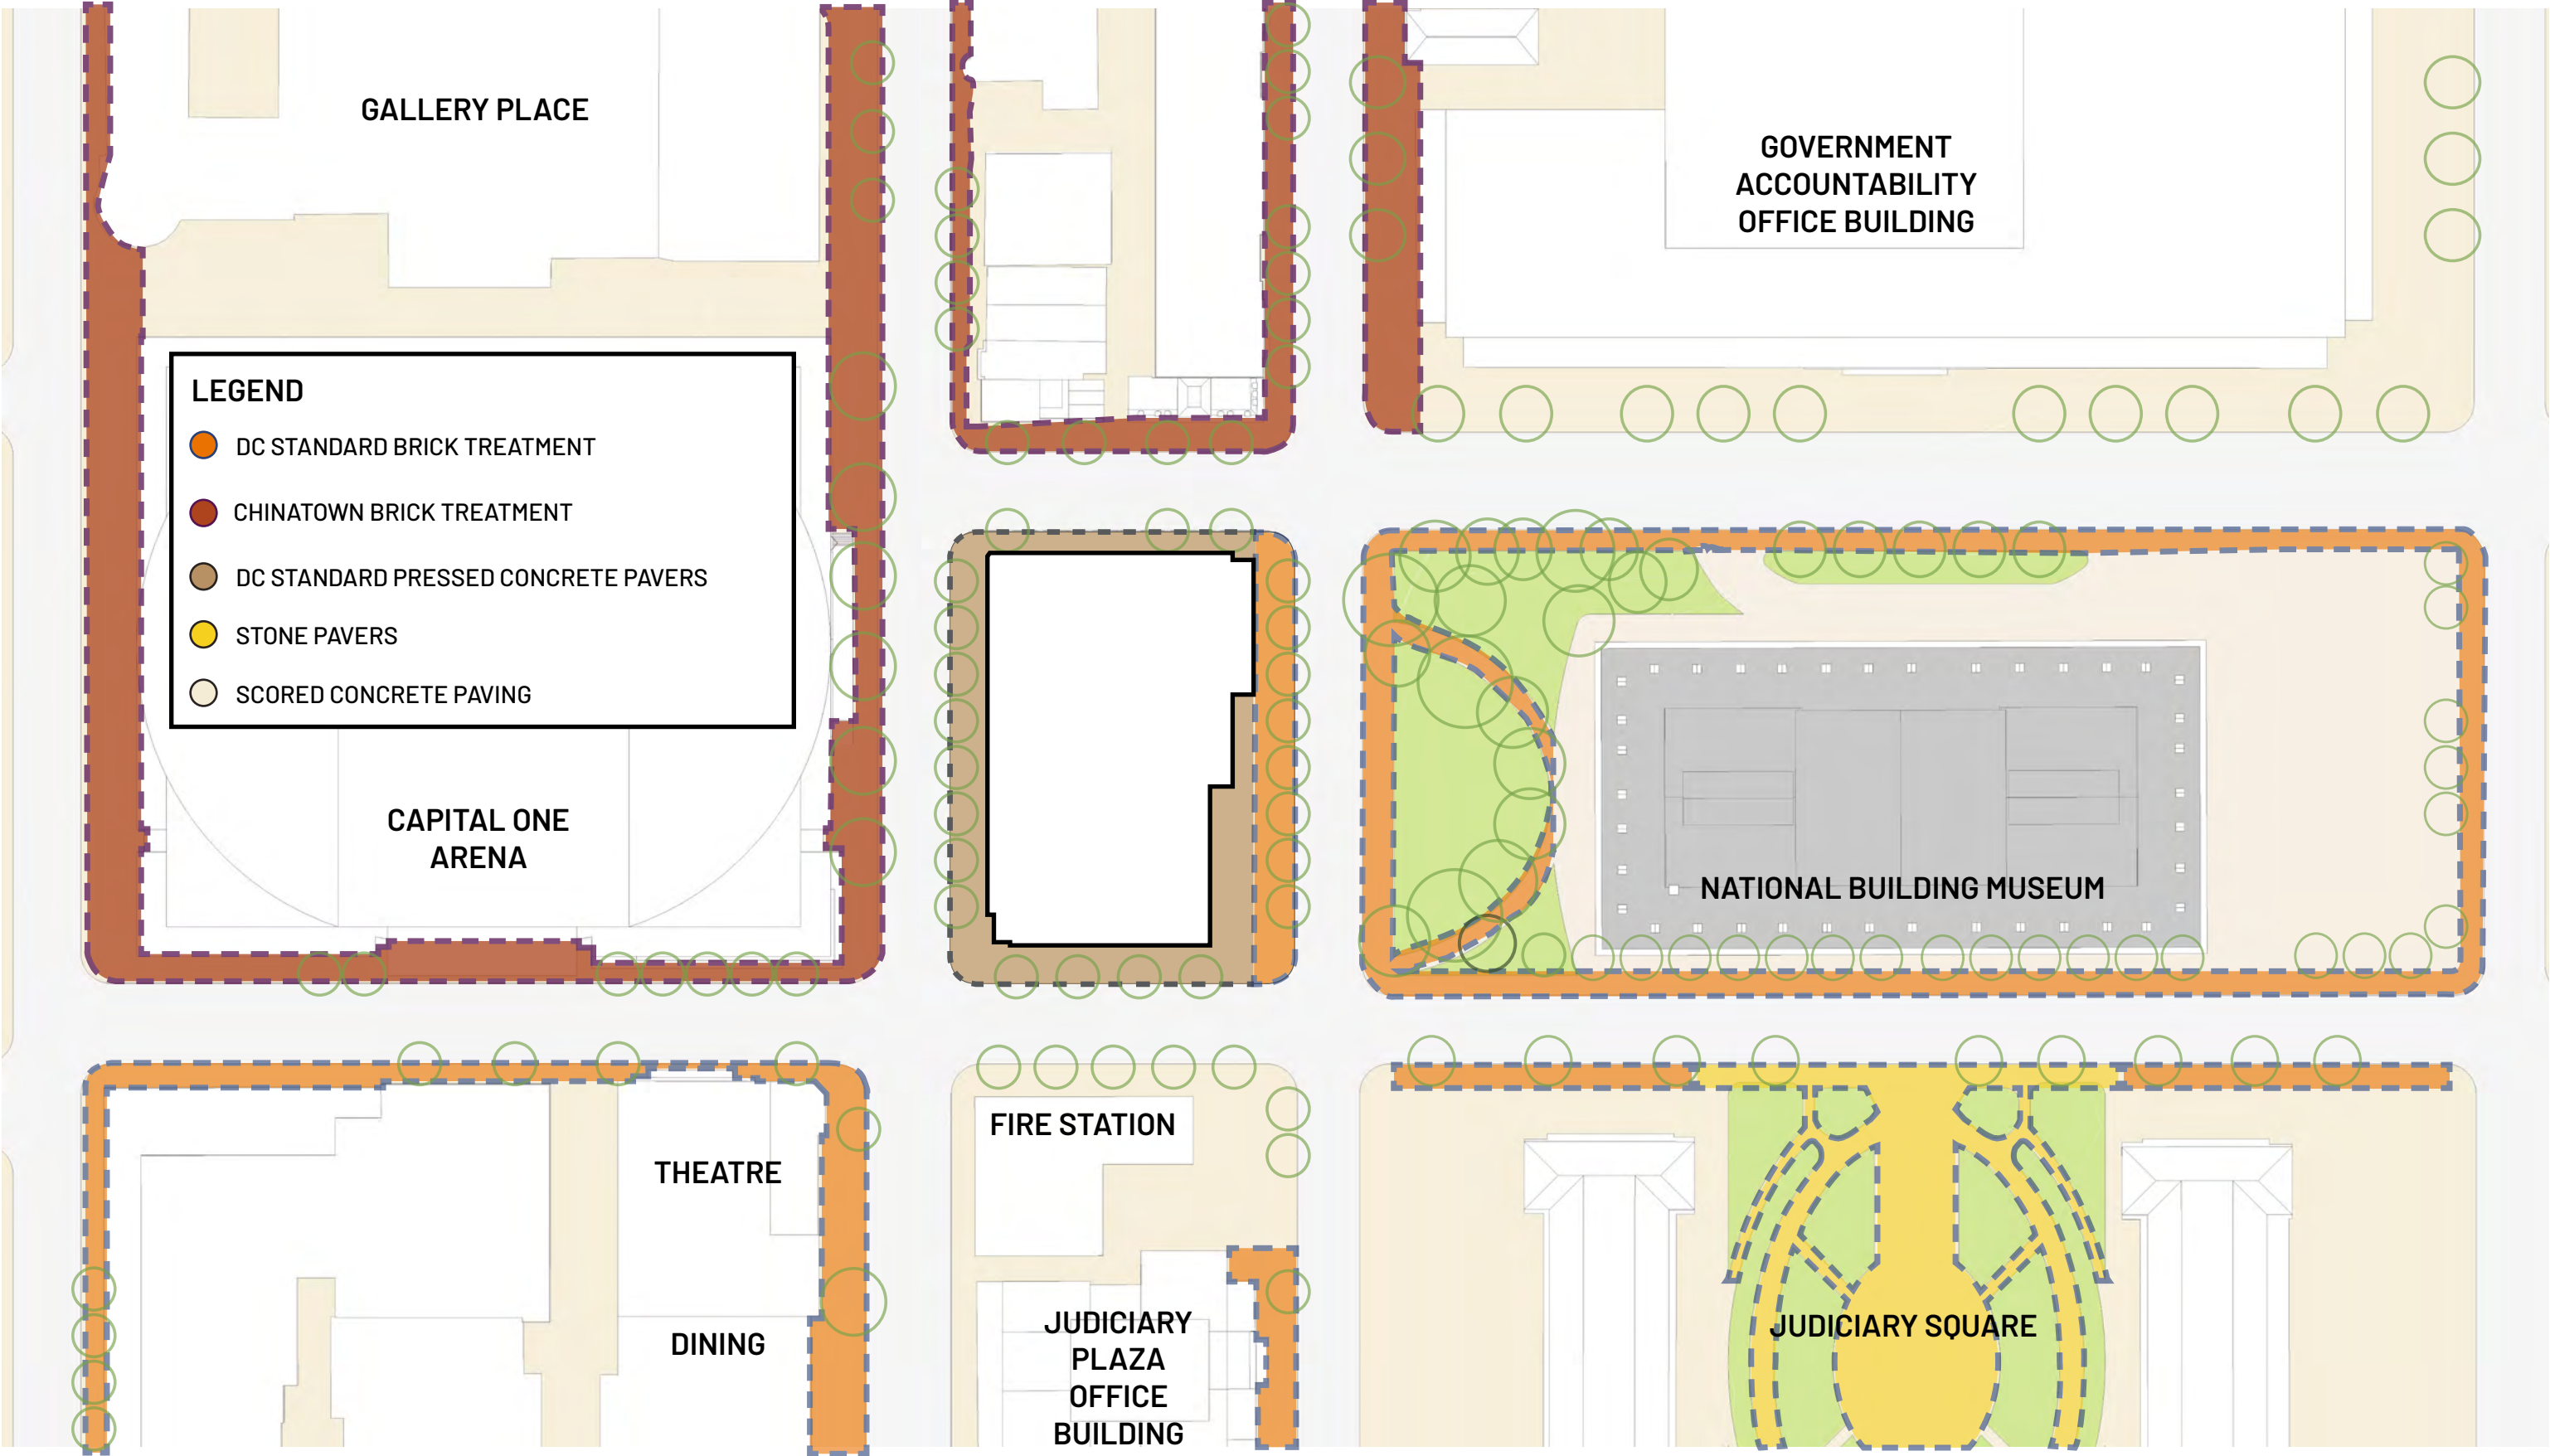 GALLERY PLACE
GOVERNMENT
ACCOUNTABILITY
OFFICE BUILDING
LEGEND
DC STANDARD BRICK TREATMENT
CHINATOWN BRICK TREATMENT
DC STANDARD PRESSED CONCRETE PAVERS
STONE PAVERS
SCORED CONCRETE PAVING
CAPITAL ONE
ARENA
NATIONAL BUILDING MUSEUM
THEATRE
DINING
FIRE STATION
JUDICIARY
PLAZA
OFFICE
BUILDING
JUDICIARY SQUARE